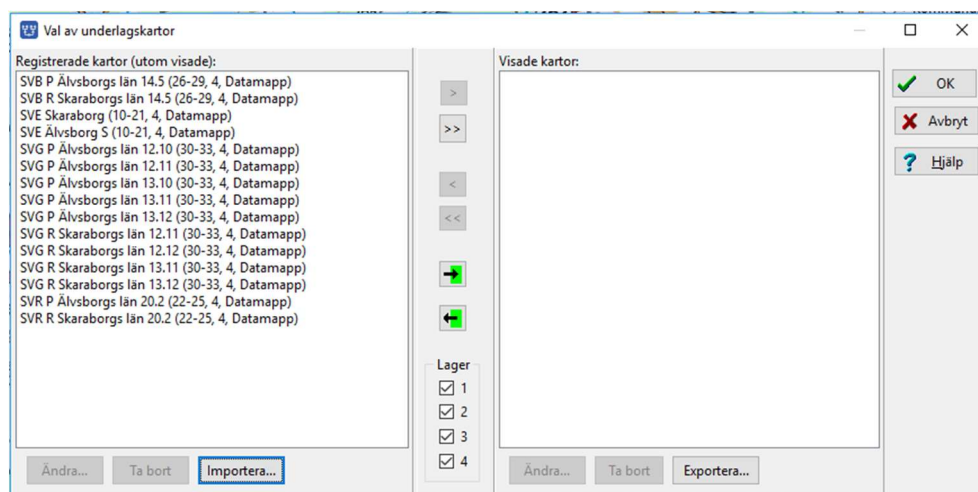 Val av underlagskartor
Registrerade kartor (utom visade):
SVB P Älvsborgs län 14.5 (26-29, 4, Datamapp)
SVB R Skaraborgs län 14.5 (26-29, 4, Datamapp)
SVE Skaraborg (10-21, 4, Datamapp)
SVE Älvsborg S (10-21, 4, Datamapp)
SVG P Älvsborgs län 12.10 (30-33, 4, Datamapp)
SVG P Älvsborgs län 12.11 (30-33, 4, Datamapp)
SVG P Älvsborgs län 13.10 (30-33, 4, Datamapp)
SVG P Älvsborgs län 13.11 (30-33, 4, Datamapp)
SVG P Älvsborgs län 13.12 (30-33, 4, Datamapp)
SVG R Skaraborgs län 12.11 (30-33, 4, Datamapp)
SVG R Skaraborgs län 12.12 (30-33, 4, Datamapp)
SVG R Skaraborgs län 13.11 (30-33, 4, Datamapp)
SVG R Skaraborgs län 13.12 (30-33, 4, Datamapp)
SVR P Älvsborgs län 20.2 (22-25, 4, Datamapp)
SVR R Skaraborgs län 20.2 (22-25, 4, Datamapp)
Ändra...
Ta bort
Importera...
>
>>
<
<<
Lager
1
2
3
4
Visade kartor:
Ändra...
Ta bort
Exportera...
OK
Avbryt
Hjälp